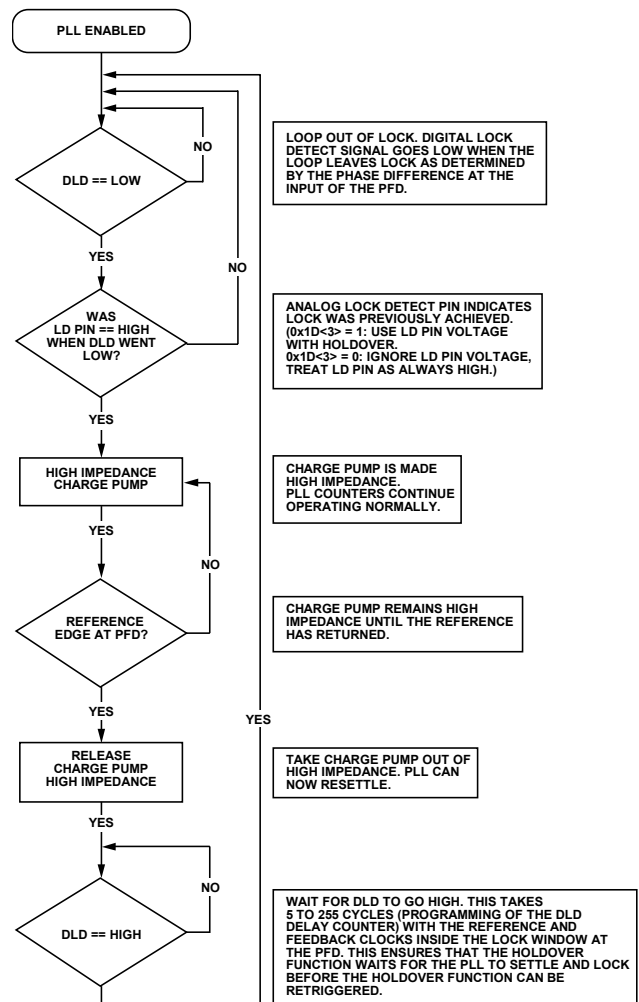 PLL ENABLED
NO
DLD == LOW
LOOP OUT OF LOCK. DIGITAL LOCK
DETECT SIGNAL GOES LOW WHEN THE
LOOP LEAVES LOCK AS DETERMINED
BY THE PHASE DIFFERENCE AT THE
INPUT OF THE PFD.
YES
NO
WAS
LD PIN == HIGH
WHEN DLD WENT
LOW?
ANALOG LOCK DETECT PIN INDICATES
LOCK WAS PREVIOUSLY ACHIEVED.
(0x1D<3> = 1: USE LD PIN VOLTAGE
WITH HOLDOVER.
0x1D<3> = 0: IGNORE LD PIN VOLTAGE,
TREAT LD PIN AS ALWAYS HIGH.)
YES
HIGH IMPEDANCE
CHARGE PUMP
CHARGE PUMP IS MADE
HIGH IMPEDANCE.
PLL COUNTERS CONTINUE
OPERATING NORMALLY.
YES
NO
REFERENCE
EDGE AT PFD?
CHARGE PUMP REMAINS HIGH
IMPEDANCE UNTIL THE REFERENCE
HAS RETURNED.
YES
YES
RELEASE
CHARGE PUMP
HIGH IMPEDANCE
TAKE CHARGE PUMP OUT OF
HIGH IMPEDANCE. PLL CAN
NOW RESETTLE.
YES
NO
DLD == HIGH
WAIT FOR DLD TO GO HIGH. THIS TAKES
5 TO 255 CYCLES (PROGRAMMING OF THE DLD
DELAY COUNTER) WITH THE REFERENCE AND
FEEDBACK CLOCKS INSIDE THE LOCK WINDOW AT
THE PFD. THIS ENSURES THAT THE HOLDOVER
FUNCTION WAITS FOR THE PLL TO SETTLE AND LOCK
BEFORE THE HOLDOVER FUNCTION CAN BE
RETRIGGERED.